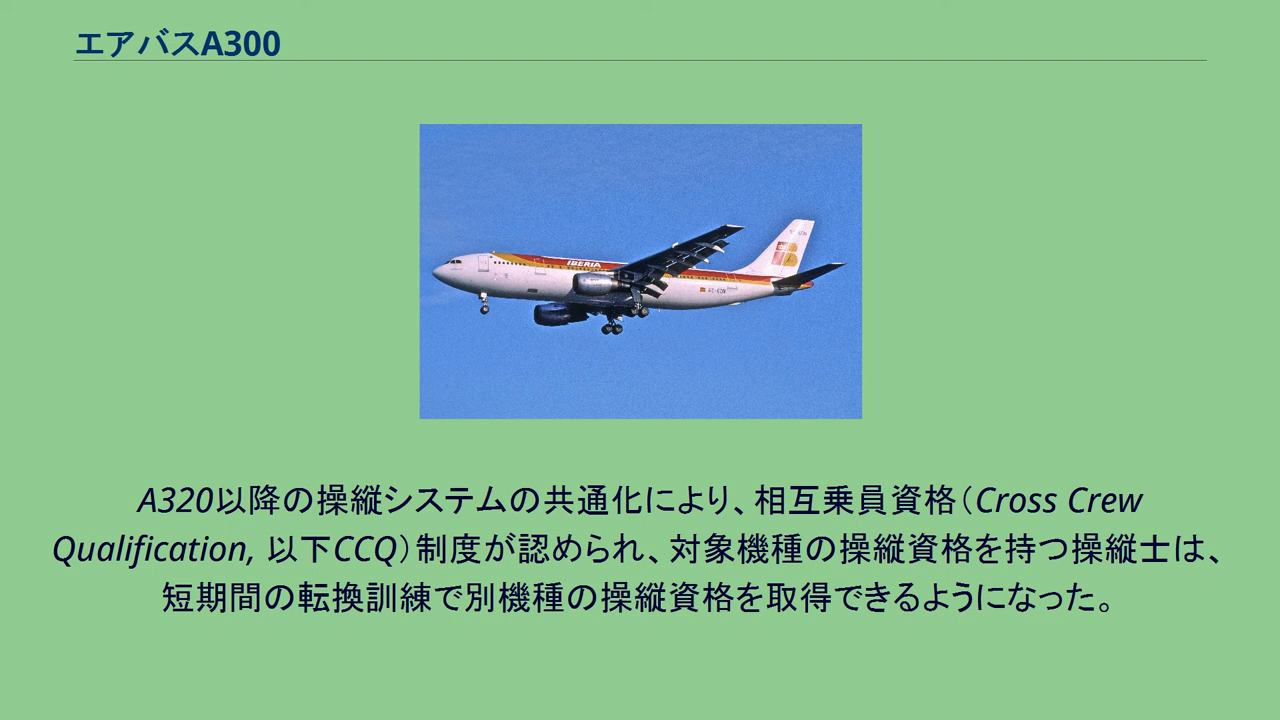 エアバスA300
IBERIA
A320以降の操縦システムの共通化により、相互乗員資格（Cross Crew
Qualification, 以下CCQ）制度が認められ、対象機種の操縦資格を持つ操縦士は、
短期間の転換訓練で別機種の操縦資格を取得できるようになった。